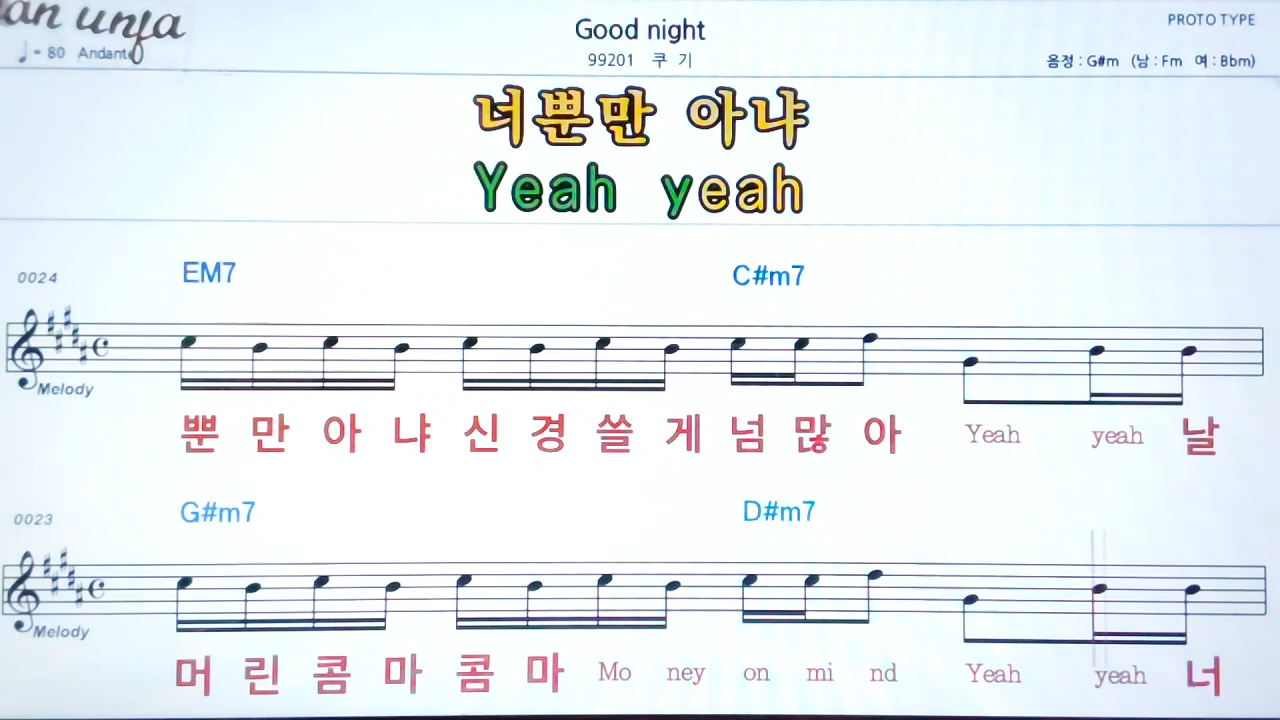 an unja
♩= 80 Andante
Good night
99201 쿠 기
PROTO TYPE
음정 : G#m (남 : Fm 여 : Bbm)
너뿐만 아냐
Yeah yeah
0024
EM7 C#m7
Melody
뿐 만 아 냐 신 경 쓸 게 넘 많 아 Yeah yeah 날
0023
G#m7 D#m7
Melody
머 린 콤 마 콤 마 Mo ney on mi nd Yeah yeah 너